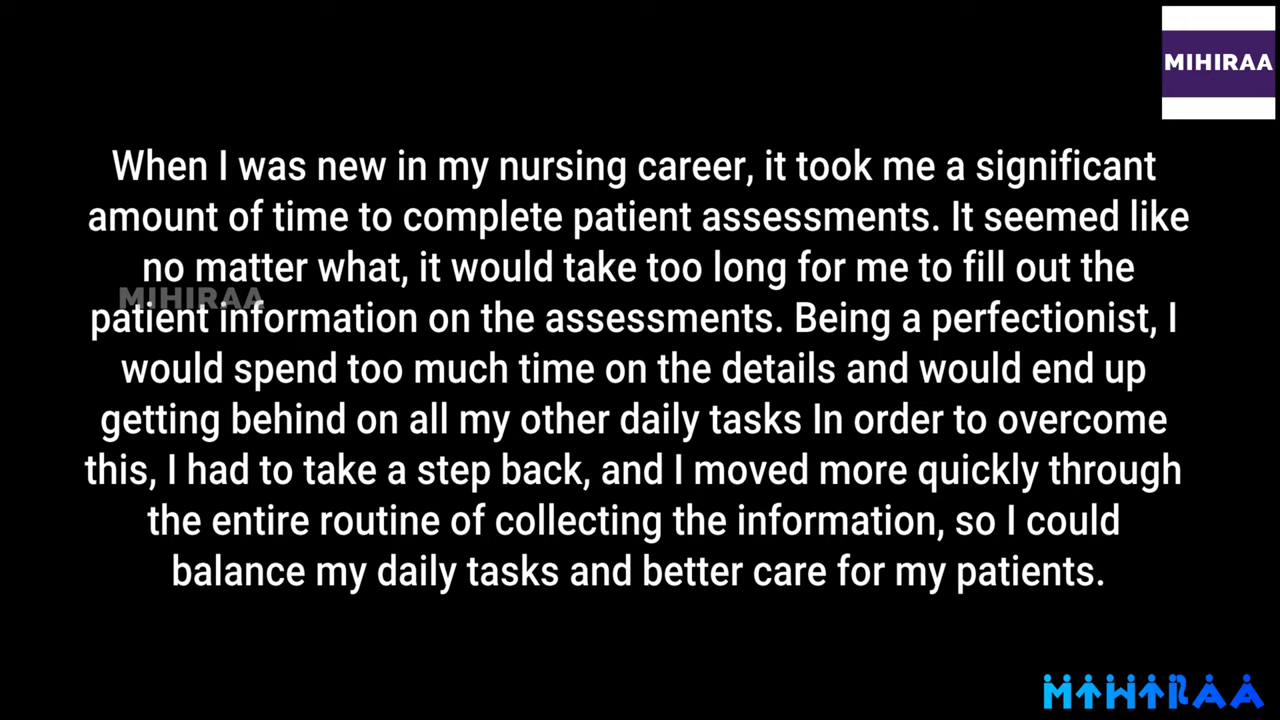 MIHIRAA
When I was new in my nursing career, it took me a significant
amount of time to complete patient assessments. It seemed like
no matter what, it would take too long for me to fill out the
MIHIRAA
patient information on the assessments. Being a perfectionist, I
would spend too much time on the details and would end up
getting behind on all my other daily tasks In order to overcome
this, I had to take a step back, and I moved more quickly through
the entire routine of collecting the information, so I could
balance my daily tasks and better care for my patients.
MIHIRAA